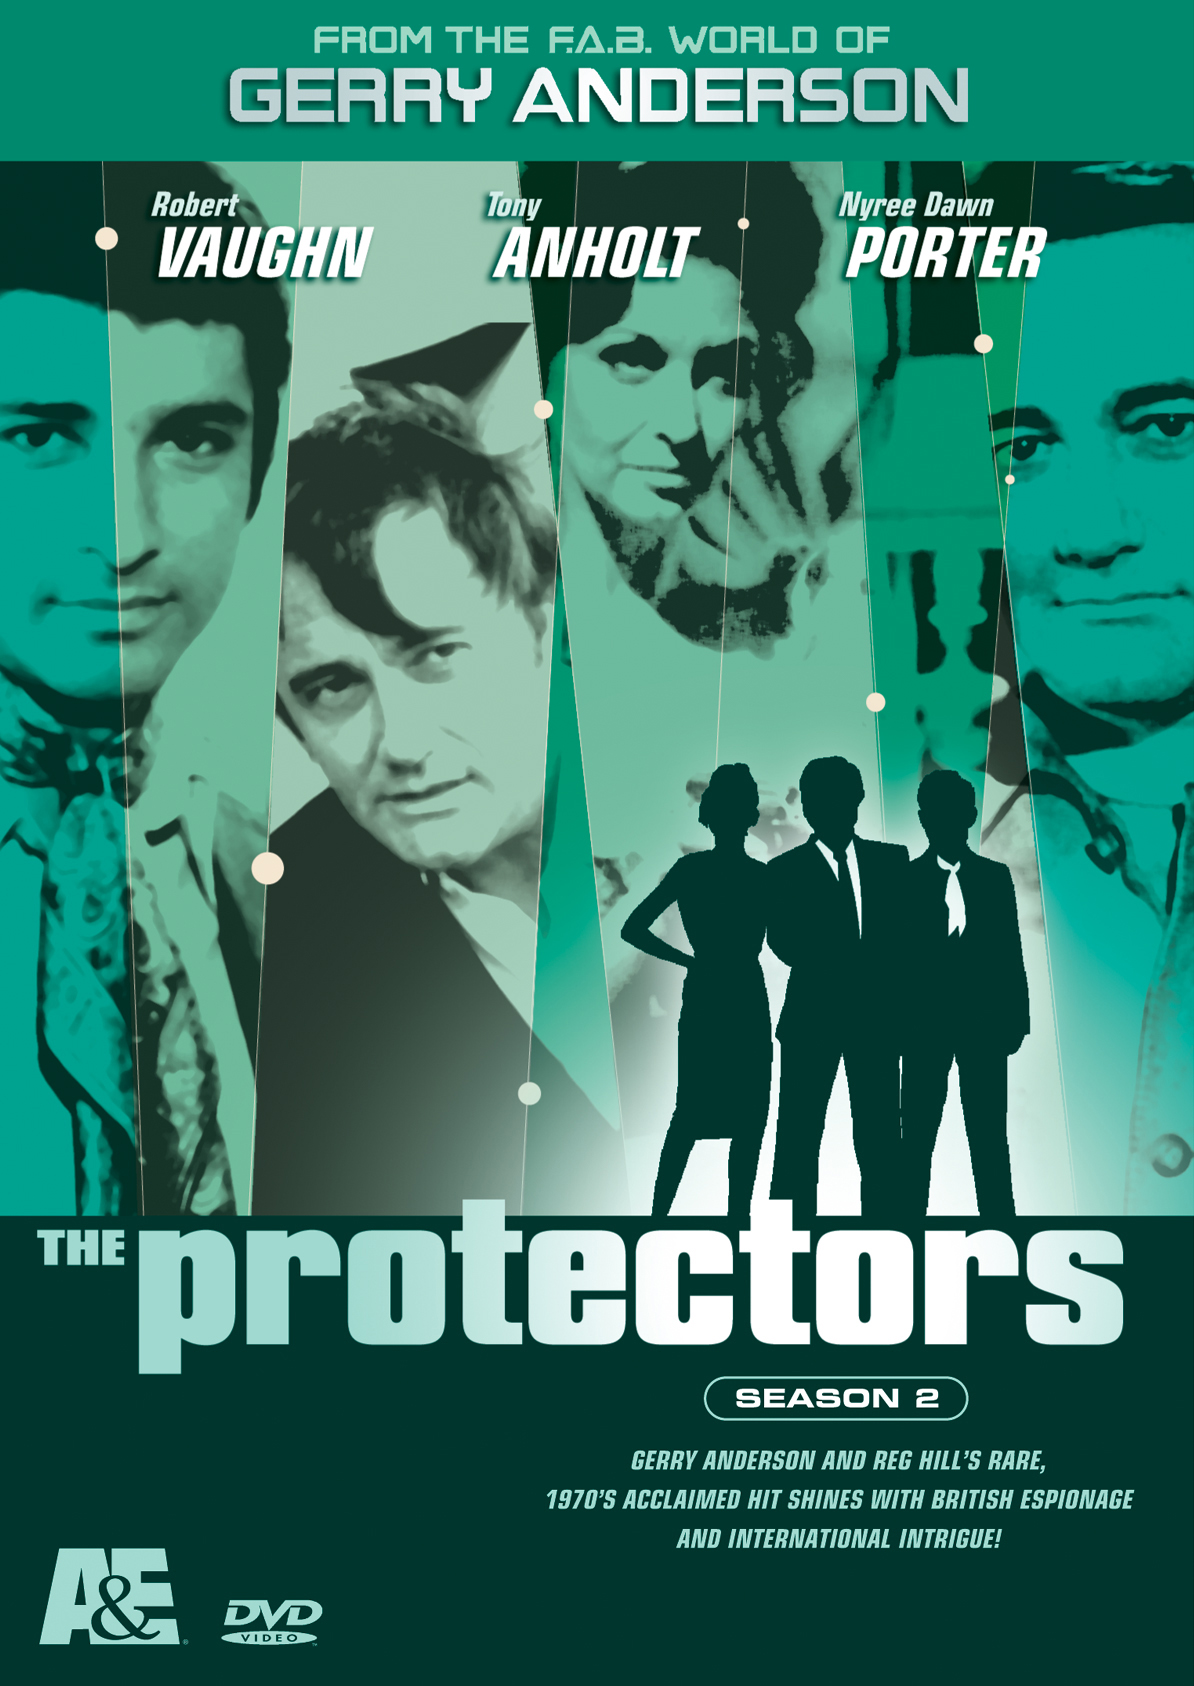 FROM THE F.A.B. WORLD OF
GERRY ANDERSON
Robert
VAUGHN
Tony
ANHOLT
Nyree Dawn
PORTER
THE protectors
SEASON 2
GERRY ANDERSON AND REG HILL'S RARE,
1970'S ACCLAIMED HIT SHINES WITH BRITISH ESPIONAGE
AND INTERNATIONAL INTRIGUE!
A&E®
DVD
VIDEO™